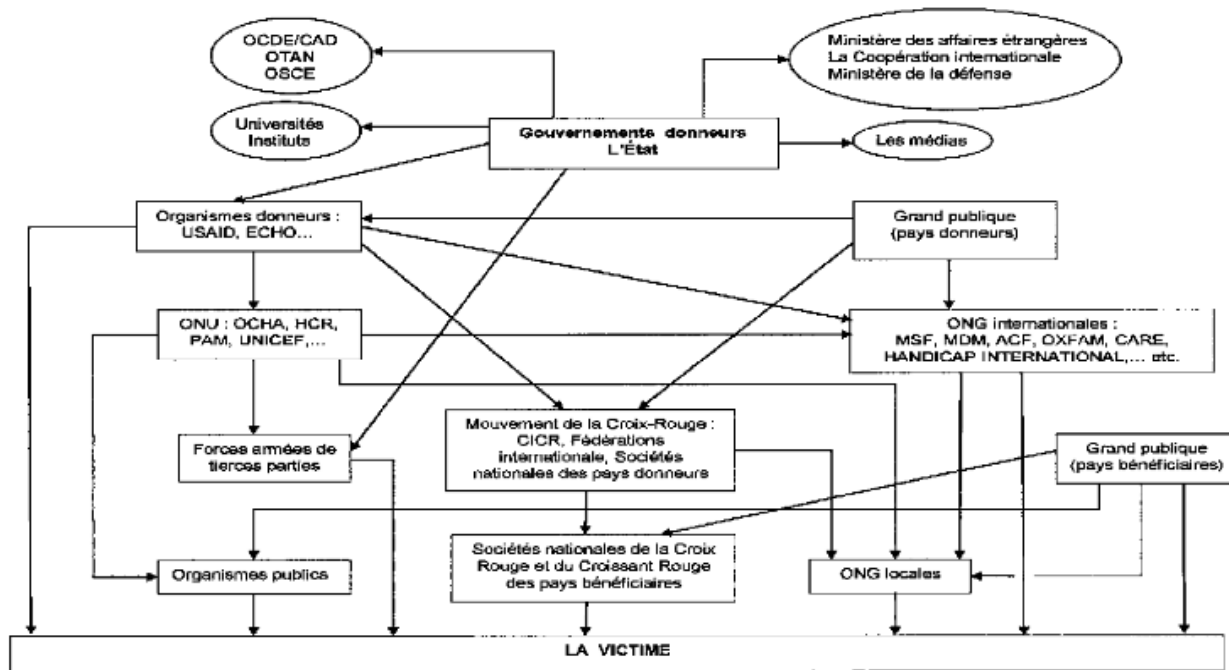 OCDE/CAD
OTAN
OSCE
Ministère des affaires étrangères
La Coopération internationale
Ministère de la défense
Universités
Instituts
Gouvernements donneurs
L'État
Les médias
Organismes donneurs :
USAID, ECHO...
Grand publique
(pays donneurs)
ONU : OCHA, HCR,
PAM, UNICEF,...
ONG internationales :
MSF, MDM, ACF, OXFAM, CARE,
HANDICAP INTERNATIONAL,... etc.
Forces armées de
tierces parties
Mouvement de la Croix-Rouge :
CICR, Fédérations
internationale, Sociétés
nationales des pays donneurs
Grand publique
(pays bénéficiaires)
Organismes publics
Sociétés nationales de la Croix
Rouge et du Croissant Rouge
des pays bénéficiaires
ONG locales
LA VICTIME